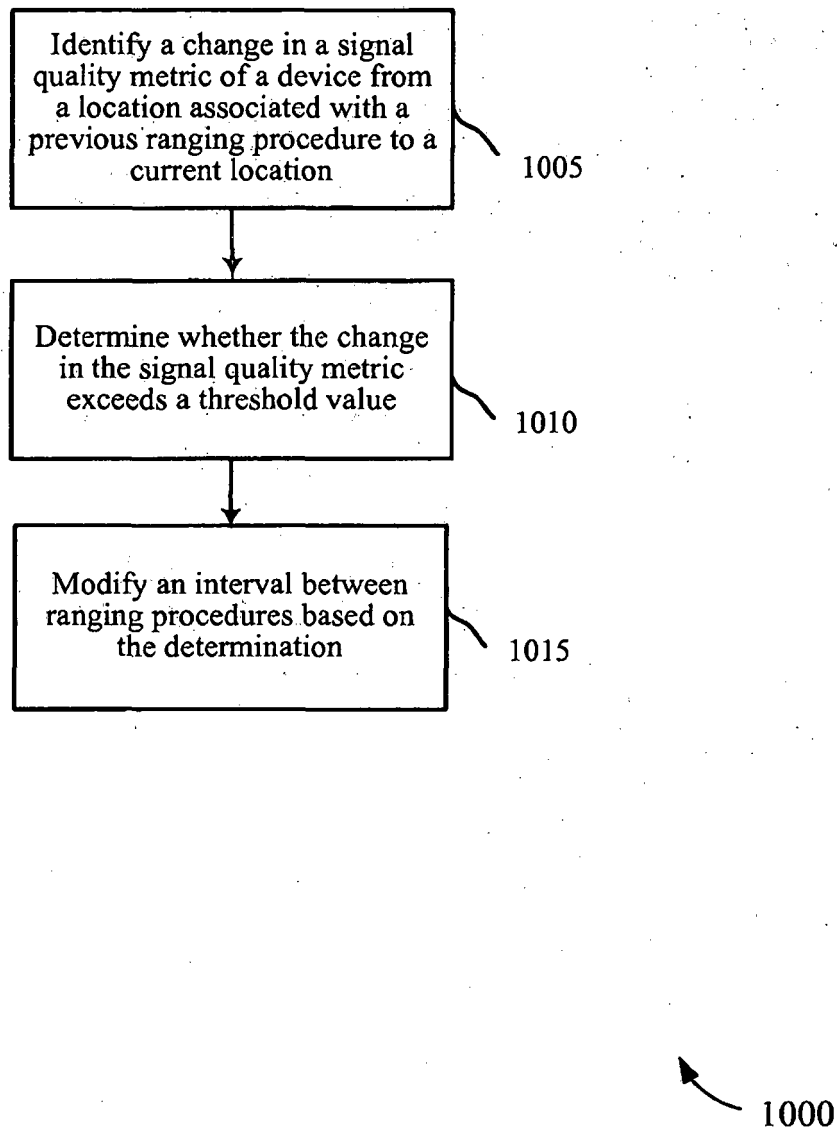 Identify a change in a signal
quality metric of a device from
a location associated with a
previous ranging procedure to a
current location
1005
Determine whether the change
in the signal quality metric
exceeds a threshold value
1010
Modify an interval between
ranging procedures based on
the determination
1015
1000